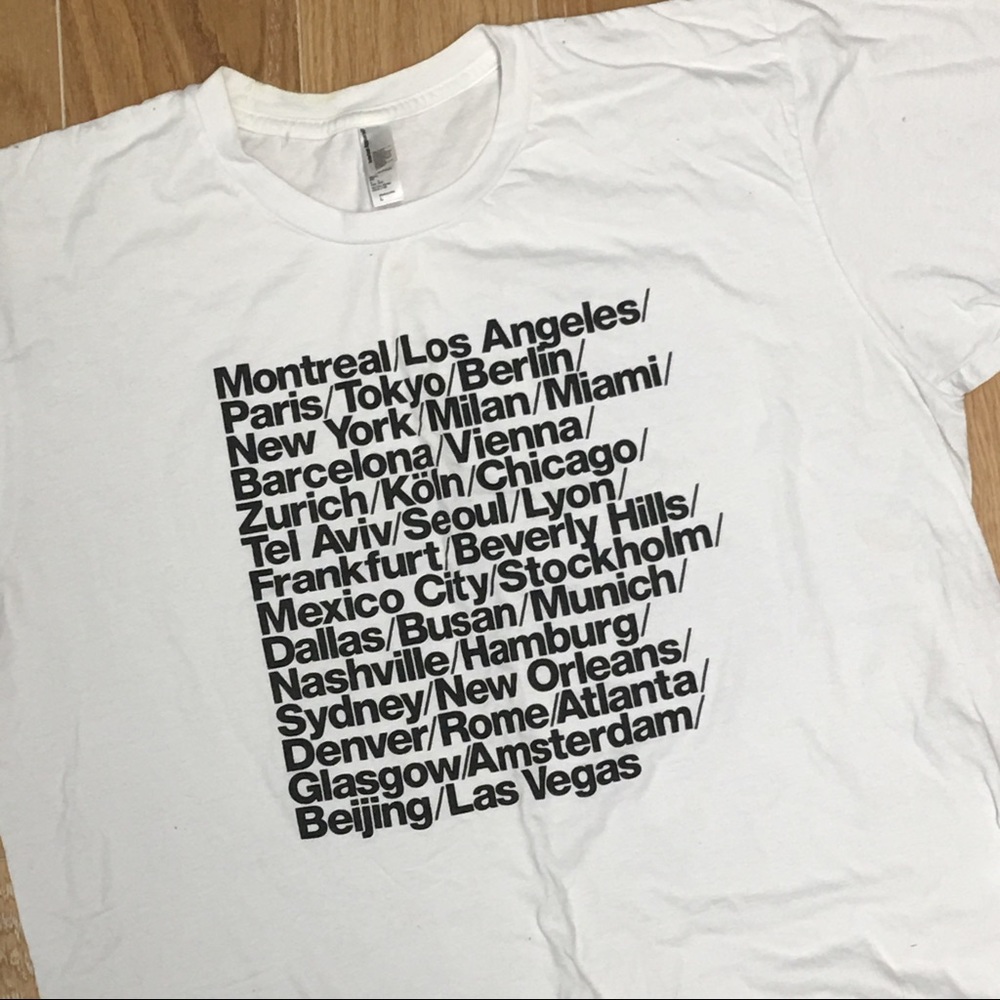 Montreal/Los Angeles/
Paris/Tokyo/Berlin/
New York/Milan/Miami/
Barcelona/Vienna/
Zurich/Köln/Chicago/
Tel Aviv/Seoul/Lyon/
Frankfurt/Beverly Hills/
Mexico City/Stockholm/
Dallas/Busan/Munich/
Nashville/Hamburg/
Sydney/New Orleans/
Denver/Rome/Atlanta/
Glasgow/Amsterdam/
Beijing/Las Vegas